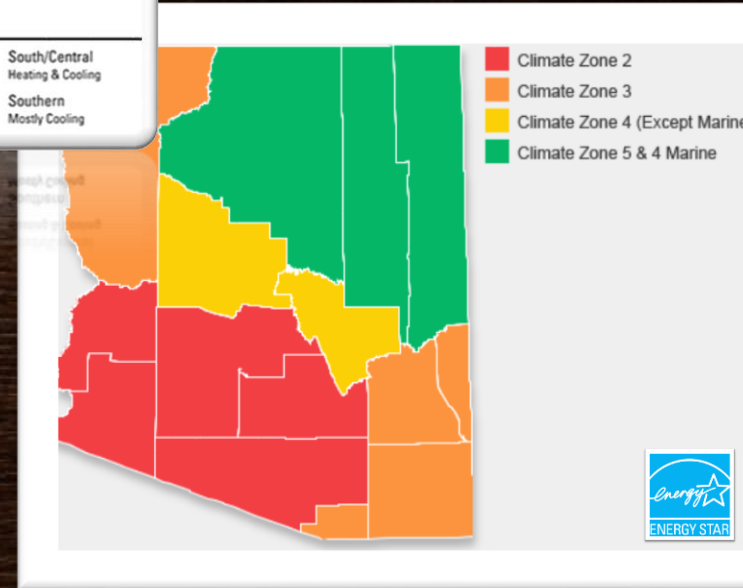 South/Central
Heating & Cooling
Southern
Mostly Cooling
Climate Zone 2
Climate Zone 3
Climate Zone 4 (Except Marine
Climate Zone 5 & 4 Marine
energy
ENERGY STAR